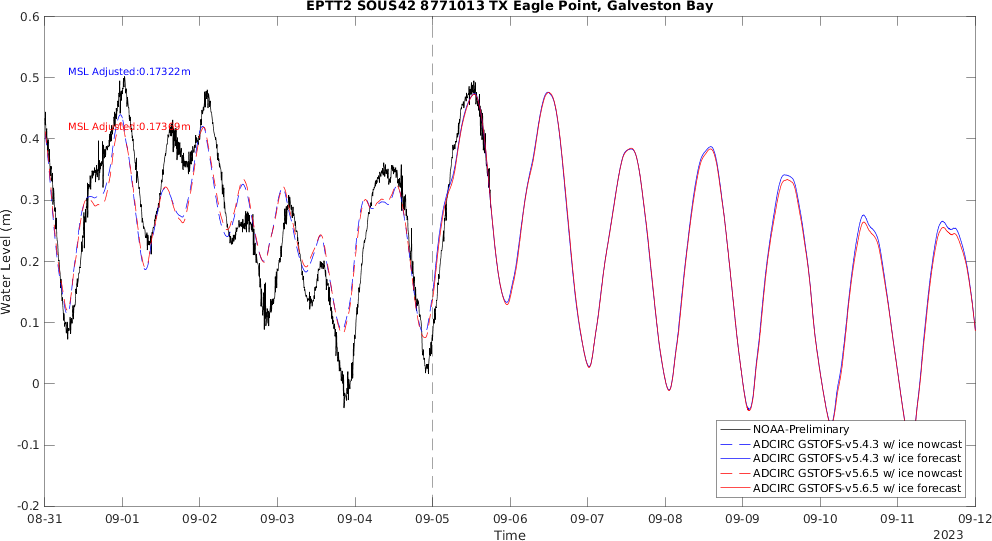 EPTT2 SOUS42 8771013 TX Eagle Point, Galveston Bay
0.6
0.5
0.4
0.3
0.2
0.1
0
-0.1
-0.2
Water Level (m)
MSL Adjusted:0.17322m
MSL Adjusted:0.17369m
NOAA-Preliminary
ADCIRC GSTOFS-v5.4.3 w/ ice nowcast
ADCIRC GSTOFS-v5.4.3 w/ ice forecast
ADCIRC GSTOFS-v5.6.5 w/ ice nowcast
ADCIRC GSTOFS-v5.6.5 w/ ice forecast
08-31 09-01 09-02 09-03 09-04 09-05 09-06 09-07 09-08 09-09 09-10 09-11 09-12
Time
2023